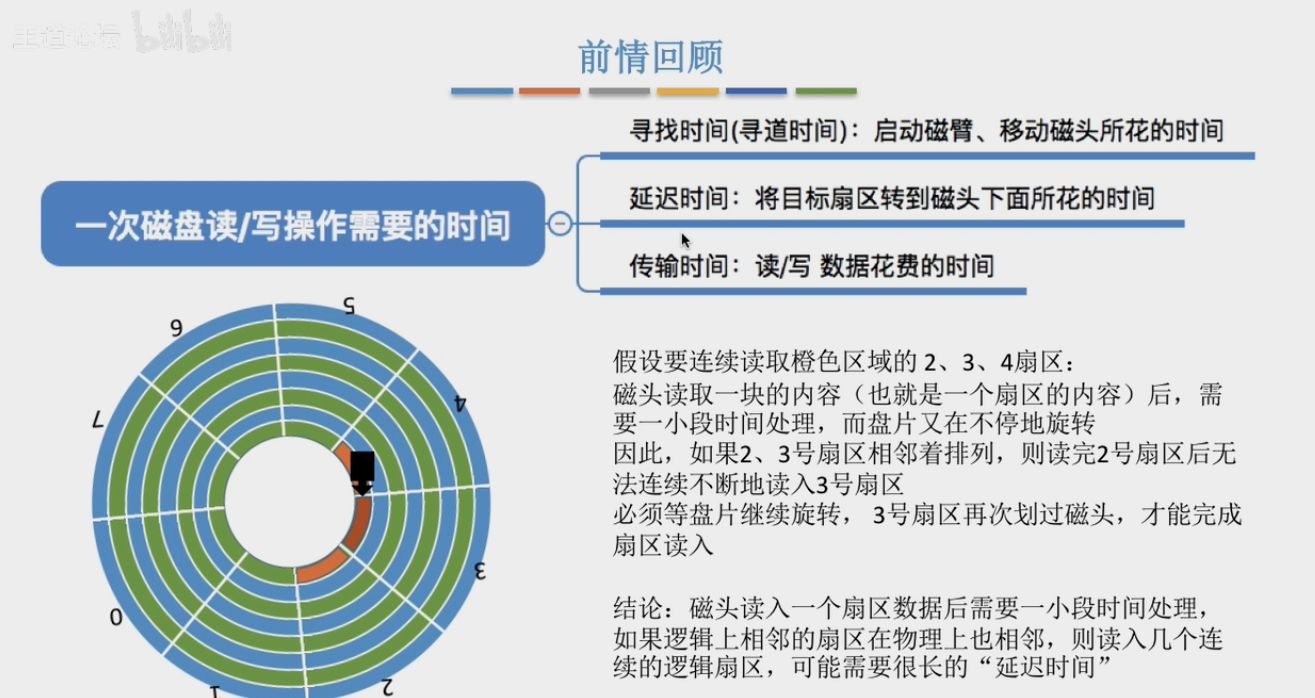 王道论坛 bilibili
前情回顾
寻找时间(寻道时间)：启动磁臂、移动磁头所花的时间
延迟时间：将目标扇区转到磁头下面所花的时间
一次磁盘读/写操作需要的时间
传输时间：读/写 数据花费的时间
5
6
4
7
3
0
2
1
假设要连续读取橙色区域的 2、3、4扇区：
磁头读取一块的内容（也就是一个扇区的内容）后，需
要一小段时间处理，而盘片又在不停地旋转
因此，如果2、3号扇区相邻着排列，则读完2号扇区后无
法连续不断地读入3号扇区
必须等盘片继续旋转， 3号扇区再次划过磁头，才能完成
扇区读入
结论：磁头读入一个扇区数据后需要一小段时间处理，
如果逻辑上相邻的扇区在物理上也相邻，则读入几个连
续的逻辑扇区，可能需要很长的“延迟时间”